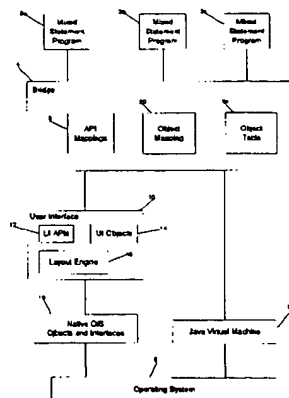 Mixed Statement Program
Mixed Statement Program
Mixed Statement Program
Bridge
API Mappings
Object Mapping
Object Table
User Interface
UI APIs
UI Objects
Layout Engine
Native O/S Objects and Interfaces
Java Virtual Machine
Operating System